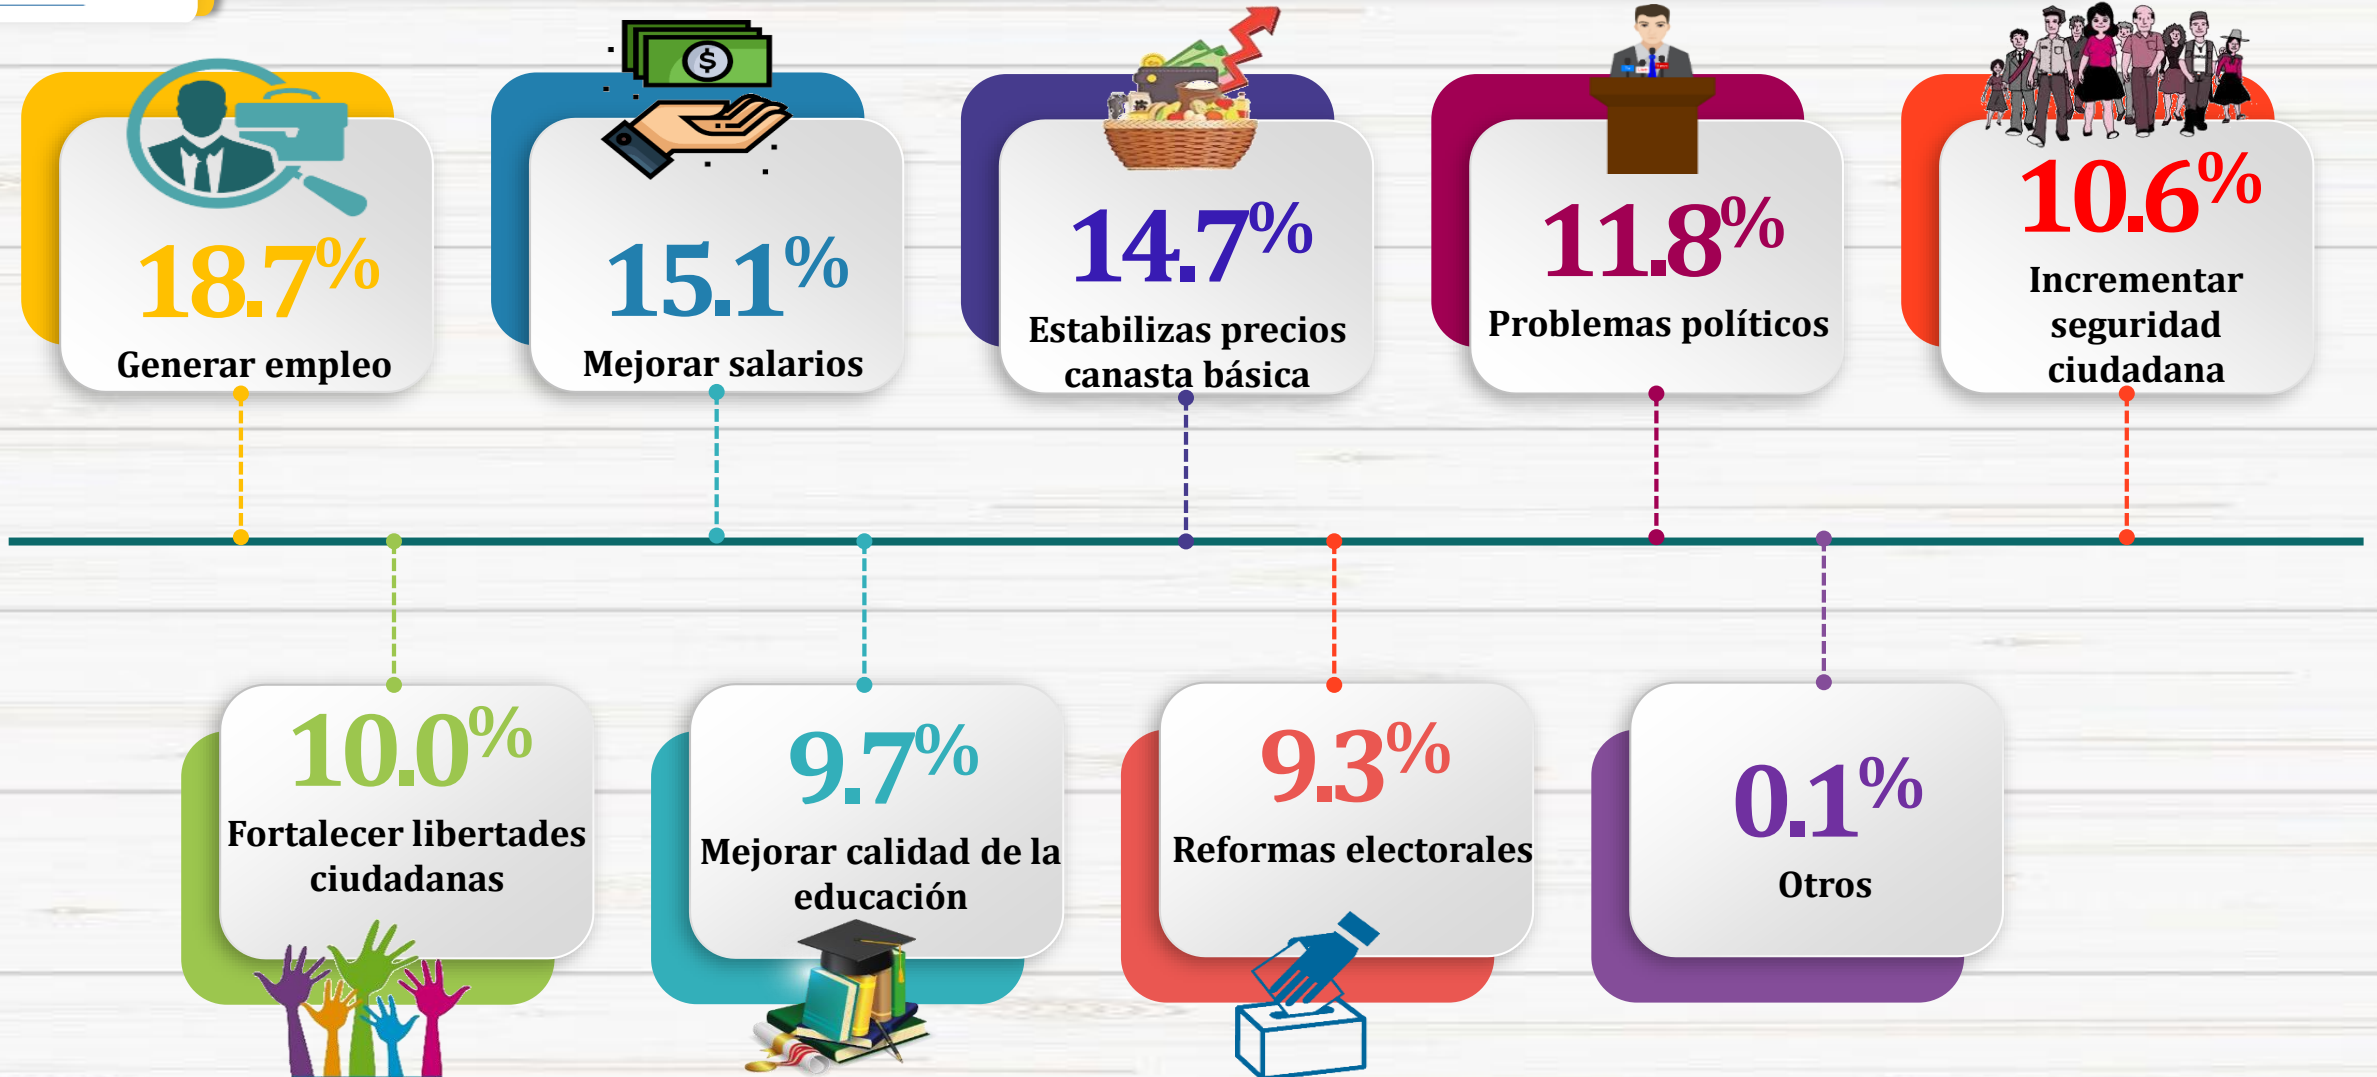 18.7%
Generar empleo
15.1%
Mejorar salarios
14.7%
Estabilizas precios
canasta básica
11.8%
Problemas políticos
10.6%
Incrementar
seguridad
ciudadana
10.0%
Fortalecer libertades
ciudadanas
9.7%
Mejorar calidad de la
educación
9.3%
Reformas electorales
0.1%
Otros